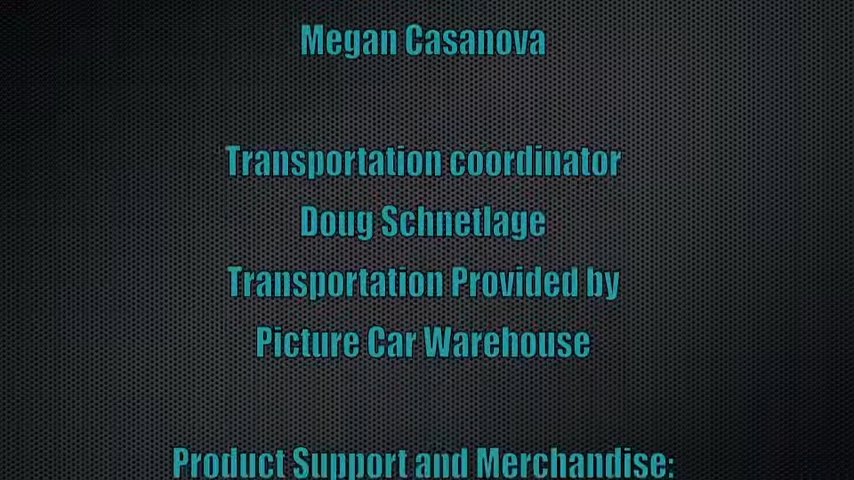 Megan Casanova
Transportation coordinator
Doug Schnetlage
Transportation Provided by
Picture Car Warehouse
Product Support and Merchandise: